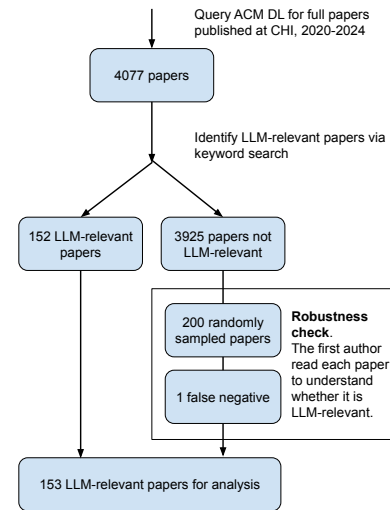 Query ACM DL for full papers
published at CHI, 2020-2024
4077 papers
Identify LLM-relevant papers via
keyword search
152 LLM-relevant
papers
3925 papers not
LLM-relevant
200 randomly
sampled papers
1 false negative
Robustness
check.
The first author
read each paper
to understand
whether it is
LLM-relevant.
153 LLM-relevant papers for analysis